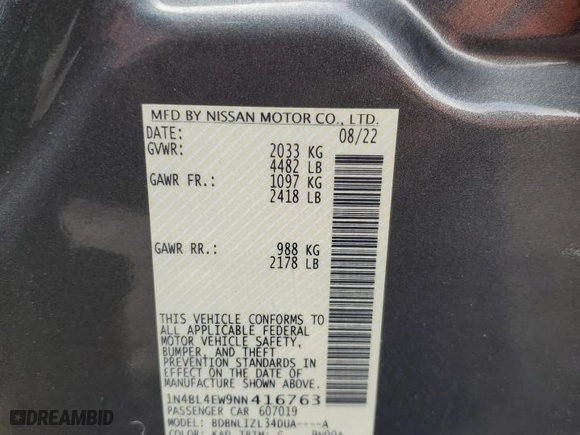 MFD BY NISSAN MOTOR CO., LTD.
DATE: 08/22
GVWR: 2033 KG
4482 LB
GAWR FR.: 1097 KG
2418 LB
GAWR RR.: 988 KG
2178 LB
THIS VEHICLE CONFORMS TO
ALL APPLICABLE FEDERAL
MOTOR VEHICLE SAFETY,
BUMPER, AND THEFT
PREVENTION STANDARDS IN
EFFECT ON THE DATE OF
MANUFACTURE SHOWN ABOVE.
1N4BL4EW9NN416763
PASSENGER CAR 607019
MODEL: BDBNLIZL34DUA----A
COLOR: KAD TRIM: G
DREAMBID